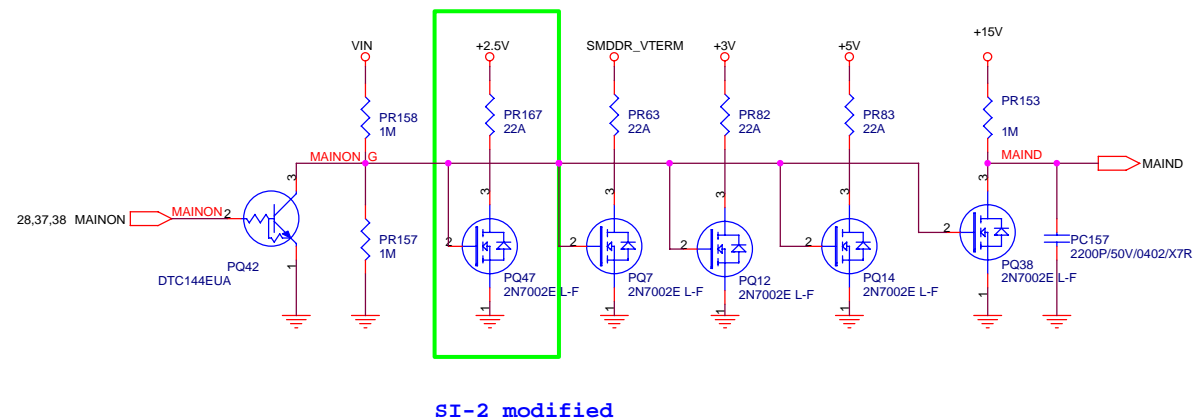 +15V
VIN
+2.5V
SMDDR_VTERM
+3V
+5V
PR158
1M
PR167
22A
PR63
22A
PR82
22A
PR83
22A
PR153
1M
MAINON_G
MAIND
MAIND
28,37,38 MAINON
MAINON
2
3
1
PQ42
DTC144EUA
PR157
1M
2
3
1
PQ47
2N7002E L-F
2
3
1
PQ7
2N7002E L-F
2
3
1
PQ12
2N7002E L-F
2
3
1
PQ14
2N7002E L-F
2
3
1
PQ38
2N7002E L-F
PC157
2200P/50V/0402/X7R
SI-2 modified